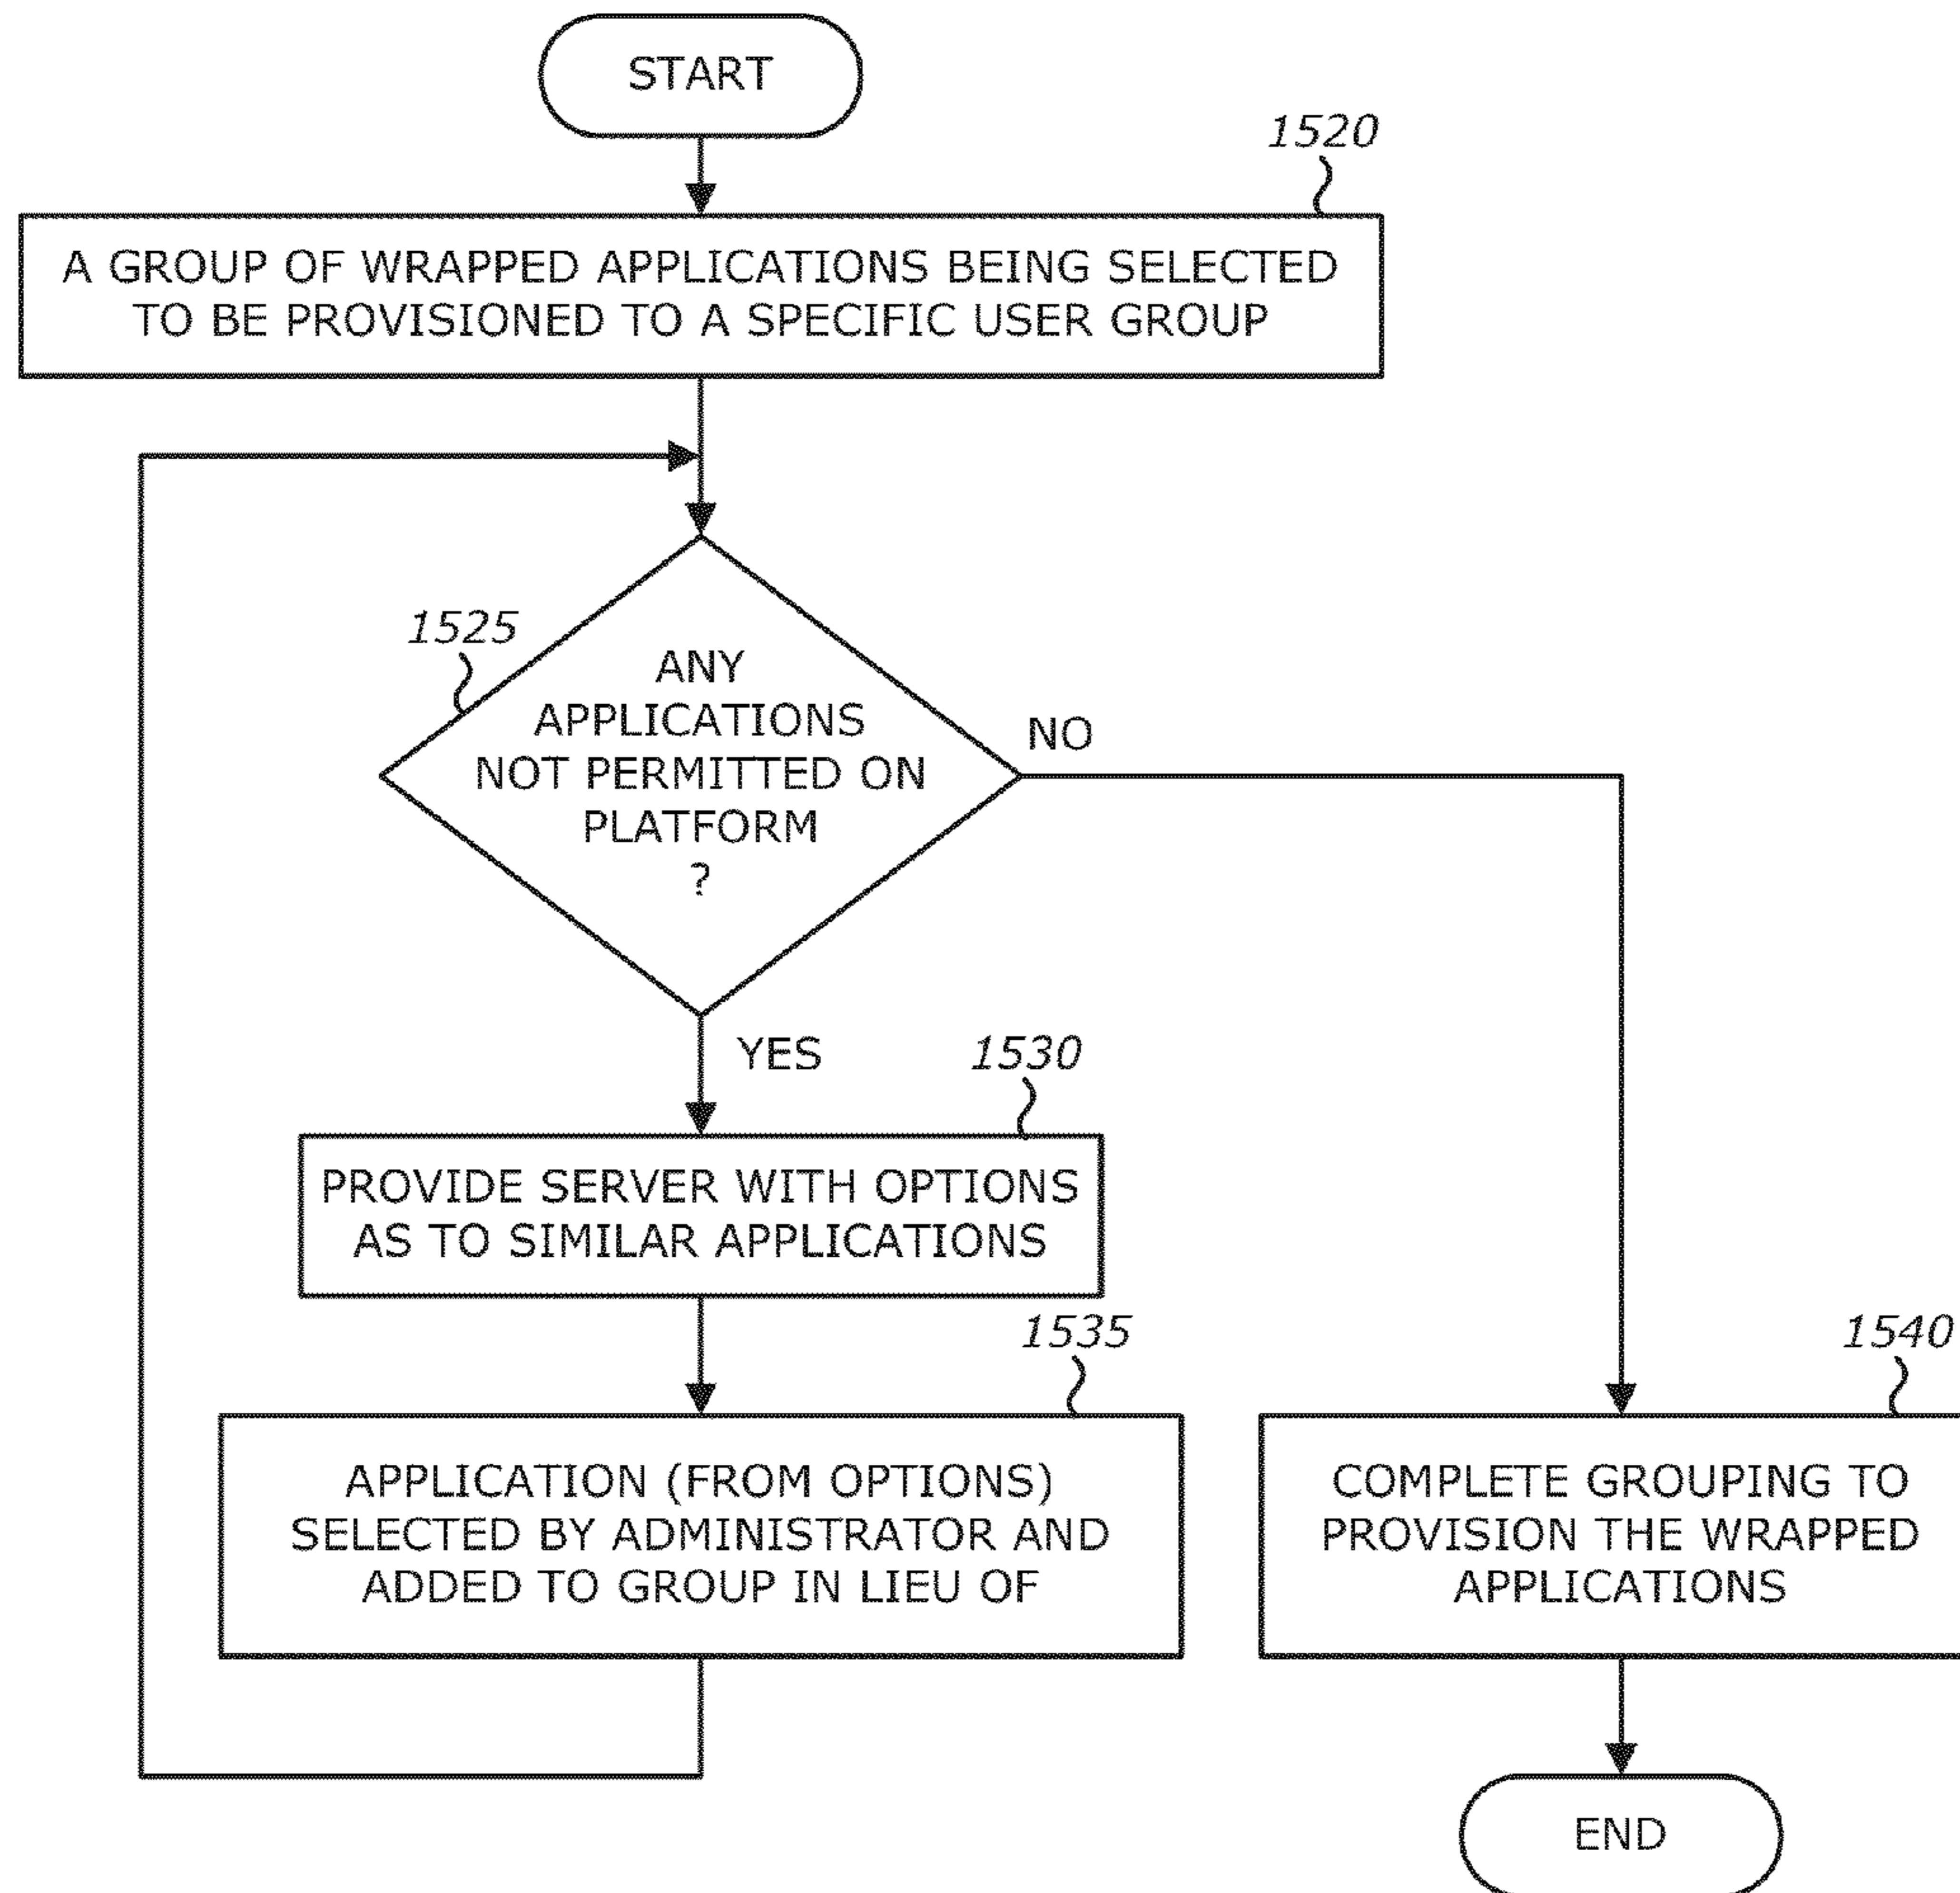 START
1520
A GROUP OF WRAPPED APPLICATIONS BEING SELECTED
TO BE PROVISIONED TO A SPECIFIC USER GROUP
1525
ANY
APPLICATIONS
NOT PERMITTED ON
PLATFORM
?
NO
YES
1530
PROVIDE SERVER WITH OPTIONS
AS TO SIMILAR APPLICATIONS
1535
APPLICATION (FROM OPTIONS)
SELECTED BY ADMINISTRATOR AND
ADDED TO GROUP IN LIEU OF
1540
COMPLETE GROUPING TO
PROVISION THE WRAPPED
APPLICATIONS
END